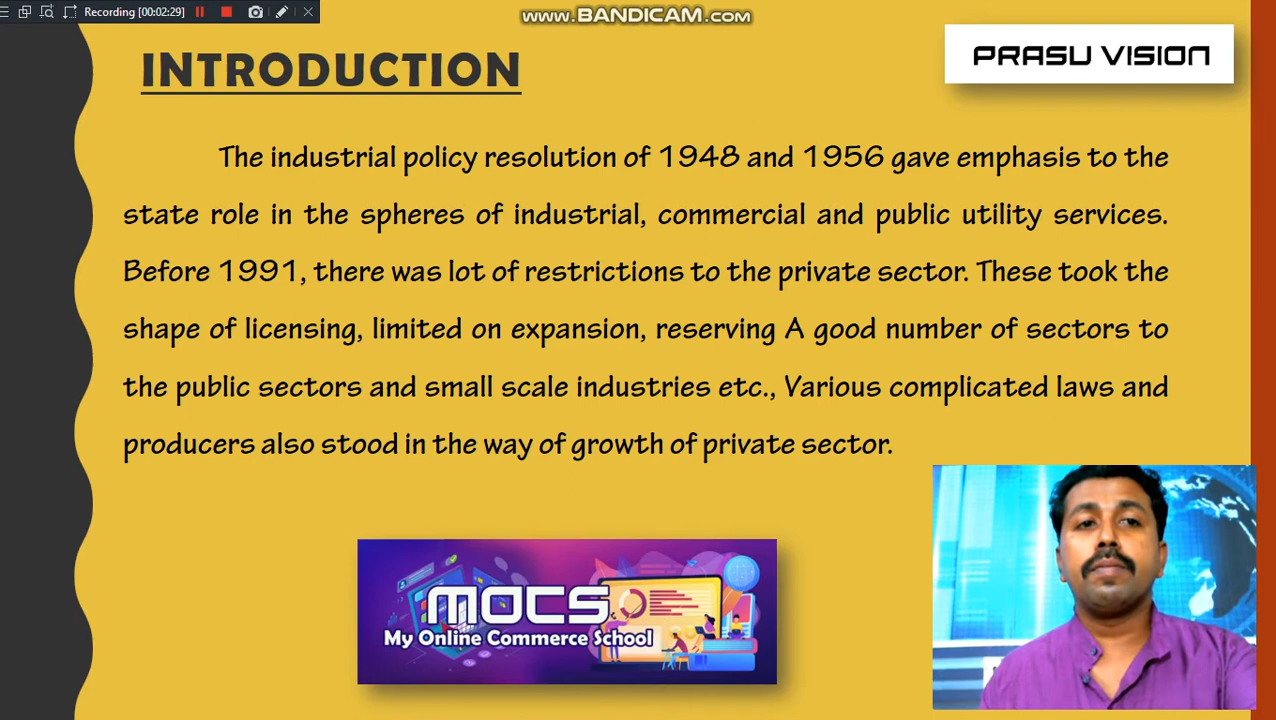 Recording [00:02:29]
www.BANDICAM.com
INTRODUCTION
PRASU VISION
The industrial policy resolution of 1948 and 1956 gave emphasis to the
state role in the spheres of industrial, commercial and public utility services.
Before 1991, there was lot of restrictions to the private sector. These took the
shape of licensing, limited on expansion, reserving A good number of sectors to
the public sectors and small scale industries etc., Various complicated laws and
producers also stood in the way of growth of private sector.
MOCS
My Online Commerce School